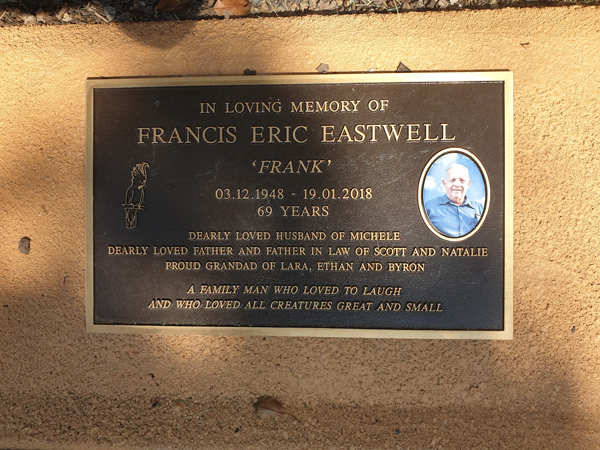 IN LOVING MEMORY OF
FRANCIS ERIC EASTWELL
'FRANK'
03.12.1948 - 19.01.2018
69 YEARS
DEARLY LOVED HUSBAND OF MICHELE
DEARLY LOVED FATHER AND FATHER IN LAW OF SCOTT AND NATALIE
PROUD GRANDAD OF LARA, ETHAN AND BYRON
A FAMILY MAN WHO LOVED TO LAUGH
AND WHO LOVED ALL CREATURES GREAT AND SMALL